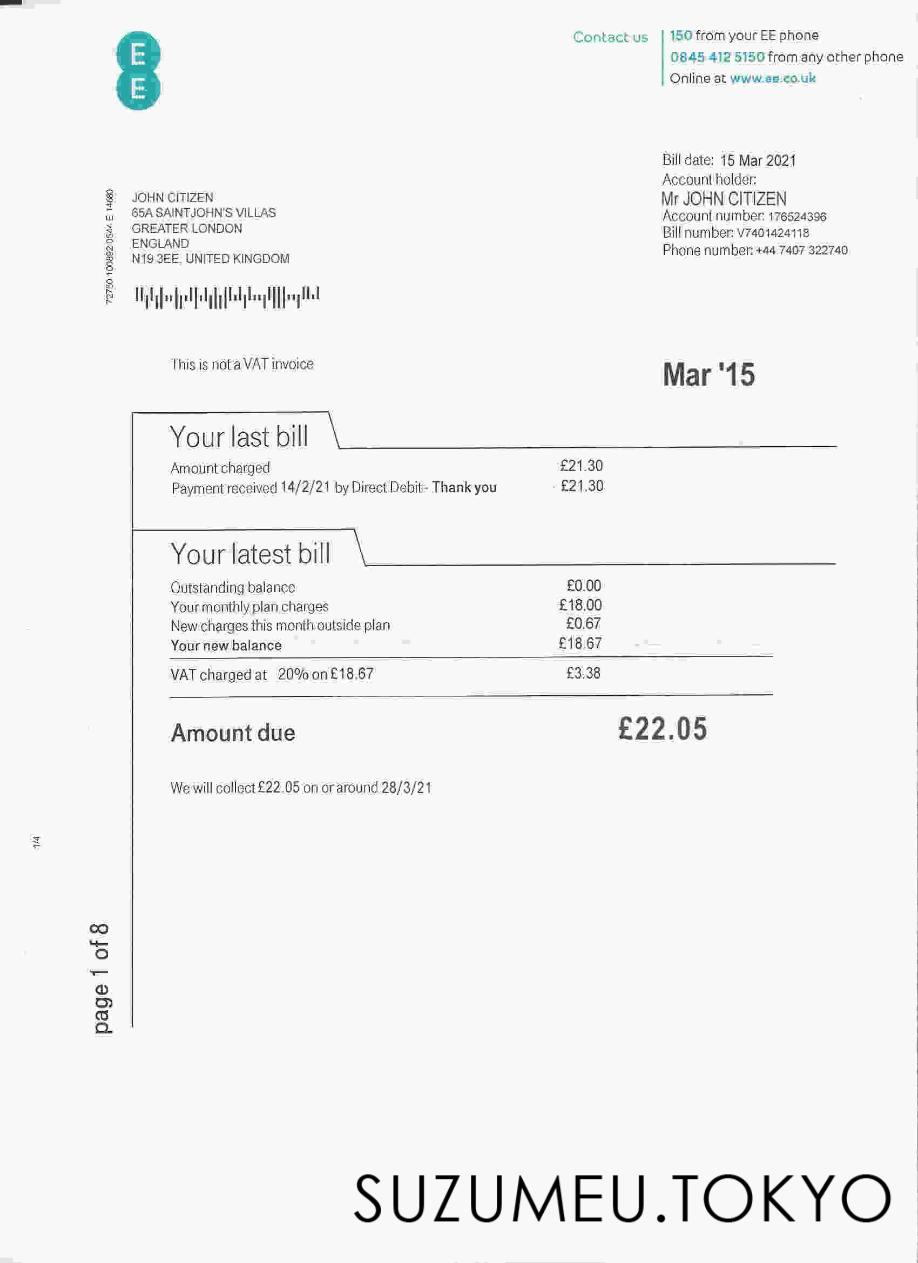 E
E
Contact us
150 from your EE phone
0845 412 5150 from any other phone
Online at www.ee.co.uk
Bill date: 15 Mar 2021
Account holder:
Mr JOHN CITIZEN
Account number: 176524396
Bill number: V7401424118
Phone number: +44 7407 322740
JOHN CITIZEN
65A SAINTJOHN'S VILLAS
GREATER LONDON
ENGLAND
N19 3EE, UNITED KINGDOM
This is not a VAT invoice
Mar '15
Your last bill
Amount charged £21.30
Payment received 14/2/21 by Direct Debit - Thank you £21.30
Your latest bill
Outstanding balance £0.00
Your monthly plan charges £18.00
New charges this month outside plan £0.67
Your new balance £18.67
VAT charged at 20% on £18.67 £3.38
Amount due £22.05
We will collect £22.05 on or around 28/3/21
1/4
page 1 of 8
SUZUMEU.TOKYO